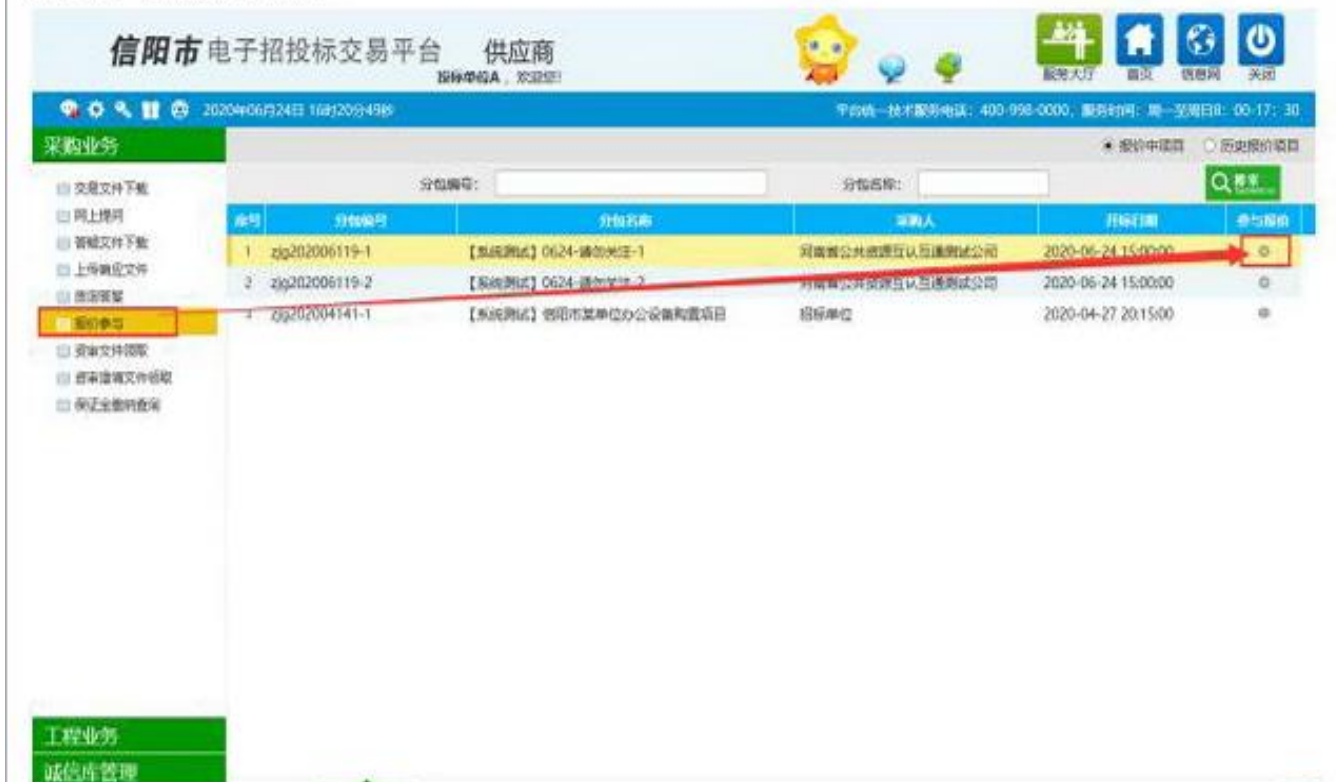 信阳市电子招投标交易平台 供应商
投标单位A，欢迎您!
服务大厅 首页 信息网 关闭
2020年06月24日 16时20分49秒
平台统一技术服务电话：400-998-0000，服务时间：周一至周日8：00-17：30
采购业务
报价中项目 历史报价项目
分包编号： 分包名称： 搜索
交易文件下载
网上提问
答疑文件下载
上传响应文件
报价参与
资审文件领取
保证金缴纳查询
序号 分包编号 分包名称 采购人 开标日期 参与报价
1 zjg202006119-1 【系统测试】0624-请勿关注-1 河南省公共资源互认互通测试公司 2020-06-24 15:00:00
2 zjg202006119-2 【系统测试】0624-请勿关注-2 河南省公共资源互认互通测试公司 2020-06-24 15:00:00
3 zjg202004141-1 【系统测试】信阳市某单位办公设备购置项目 招标单位 2020-04-27 20:15:00
工程业务
诚信库管理